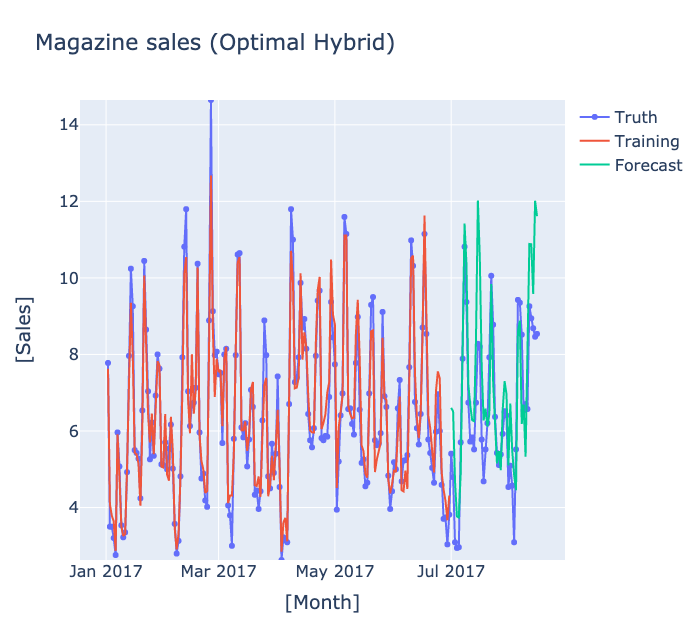 Magazine sales (Optimal Hybrid)
Truth
Training
Forecast
14
12
10
8
6
4
[Sales]
Jan 2017
Mar 2017
May 2017
Jul 2017
[Month]